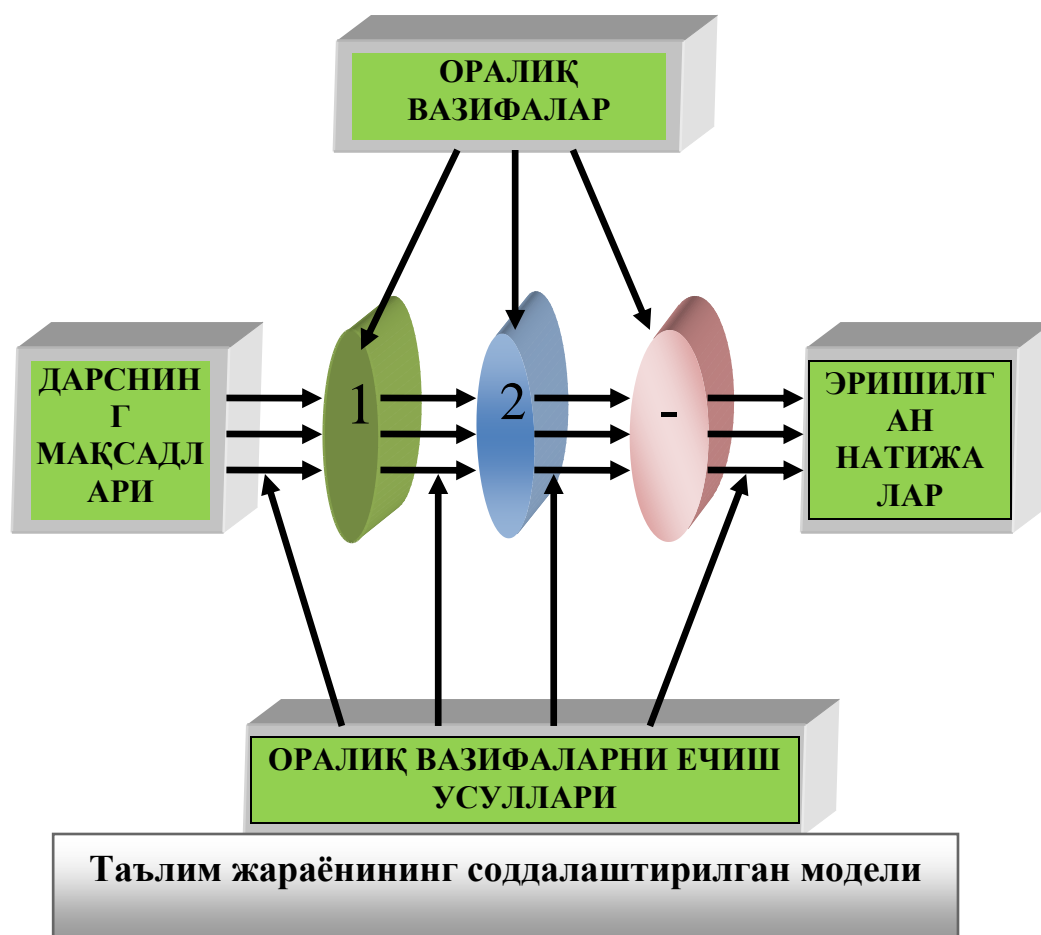 ОРАЛИҚ
ВАЗИФАЛАР
ДАРСНИН
Г
МАҚСАДЛ
АРИ
1
2
-
ЭРИШИЛГ
АН
НАТИЖА
ЛАР
ОРАЛИҚ ВАЗИФАЛАРНИ ЕЧИШ
УСУЛЛАРИ
Таълим жараёнининг соддалаштирилган модели